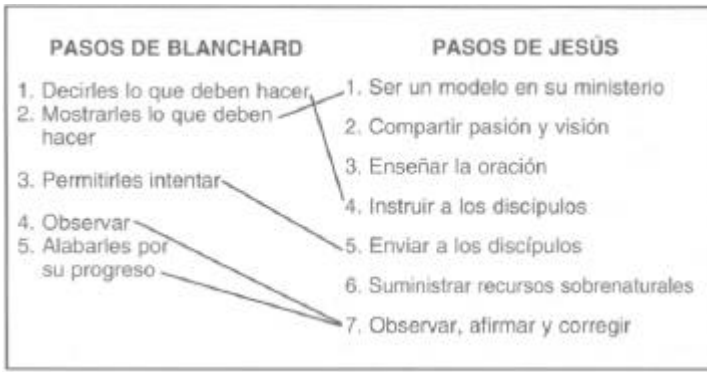 PASOS DE BLANCHARD
1. Decirles lo que deben hacer
2. Mostrarles lo que deben
hacer
3. Permitirles intentar
4. Observar
5. Alabarles por
su progreso
PASOS DE JESÚS
1. Ser un modelo en su ministerio
2. Compartir pasión y visión
3. Enseñar la oración
4. Instruir a los discípulos
5. Enviar a los discípulos
6. Suministrar recursos sobrenaturales
7. Observar, afirmar y corregir